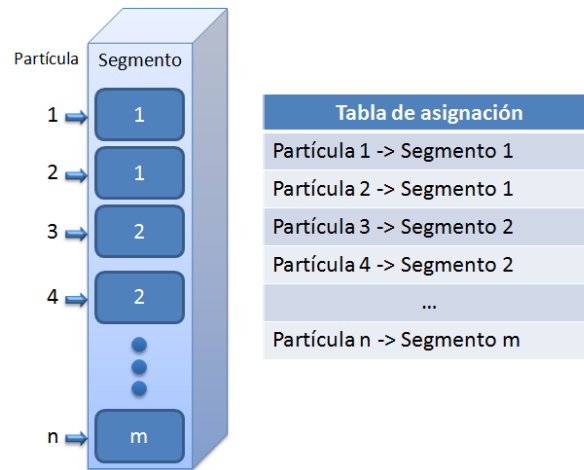 Partícula Segmento
1 1
2 1
3 2
4 2
n m
Tabla de asignación
Partícula 1 -> Segmento 1
Partícula 2 -> Segmento 1
Partícula 3 -> Segmento 2
Partícula 4 -> Segmento 2
...
Partícula n -> Segmento m